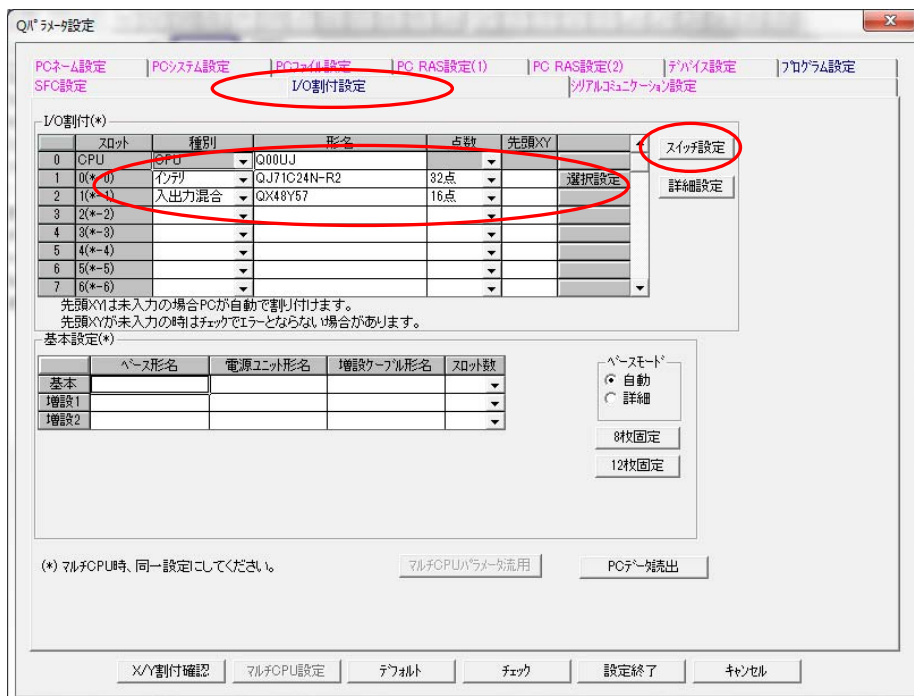 Qﾊﾟﾗﾒｰﾀ設定
PCﾈｰﾑ設定 PCｼｽﾃﾑ設定 PCﾌｧｲﾙ設定 PC RAS設定(1) PC RAS設定(2) ﾃﾞﾊﾞｲｽ設定 ﾌﾟﾛｸﾞﾗﾑ設定
SFC設定 I/O割付設定 ｼﾘｱﾙｺﾐｭﾆｹｰｼｮﾝ設定
I/O割付(*)
ｽﾛｯﾄ 種別 形名 点数 先頭XY
0 CPU CPU Q00UJ
1 0(*-0) ｲﾝﾃﾘ QJ71C24N-R2 32点
2 1(*-1) 入出力混合 QX48Y57 16点
3 2(*-2)
4 3(*-3)
5 4(*-4)
6 5(*-5)
7 6(*-6)
ｽｲｯﾁ設定
選択設定
詳細設定
先頭XYは未入力の場合PCが自動で割り付けます。
先頭XYが未入力の時はﾁｪｯｸでｴﾗｰとならない場合があります。
基本設定(*)
ﾍﾞｰｽ形名 電源ﾕﾆｯﾄ形名 増設ｹｰﾌﾞﾙ形名 ｽﾛｯﾄ数
基本
増設1
増設2
ﾍﾞｰｽﾓｰﾄﾞ
自動
詳細
8枚固定
12枚固定
(*)ﾏﾙﾁCPU時、同一設定にしてください。
ﾏﾙﾁCPUﾊﾟﾗﾒｰﾀ流用 PCﾃﾞｰﾀ読出
X/Y割付確認 ﾏﾙﾁCPU設定 ﾃﾞﾌｫﾙﾄ ﾁｪｯｸ 設定終了 ｷｬﾝｾﾙ